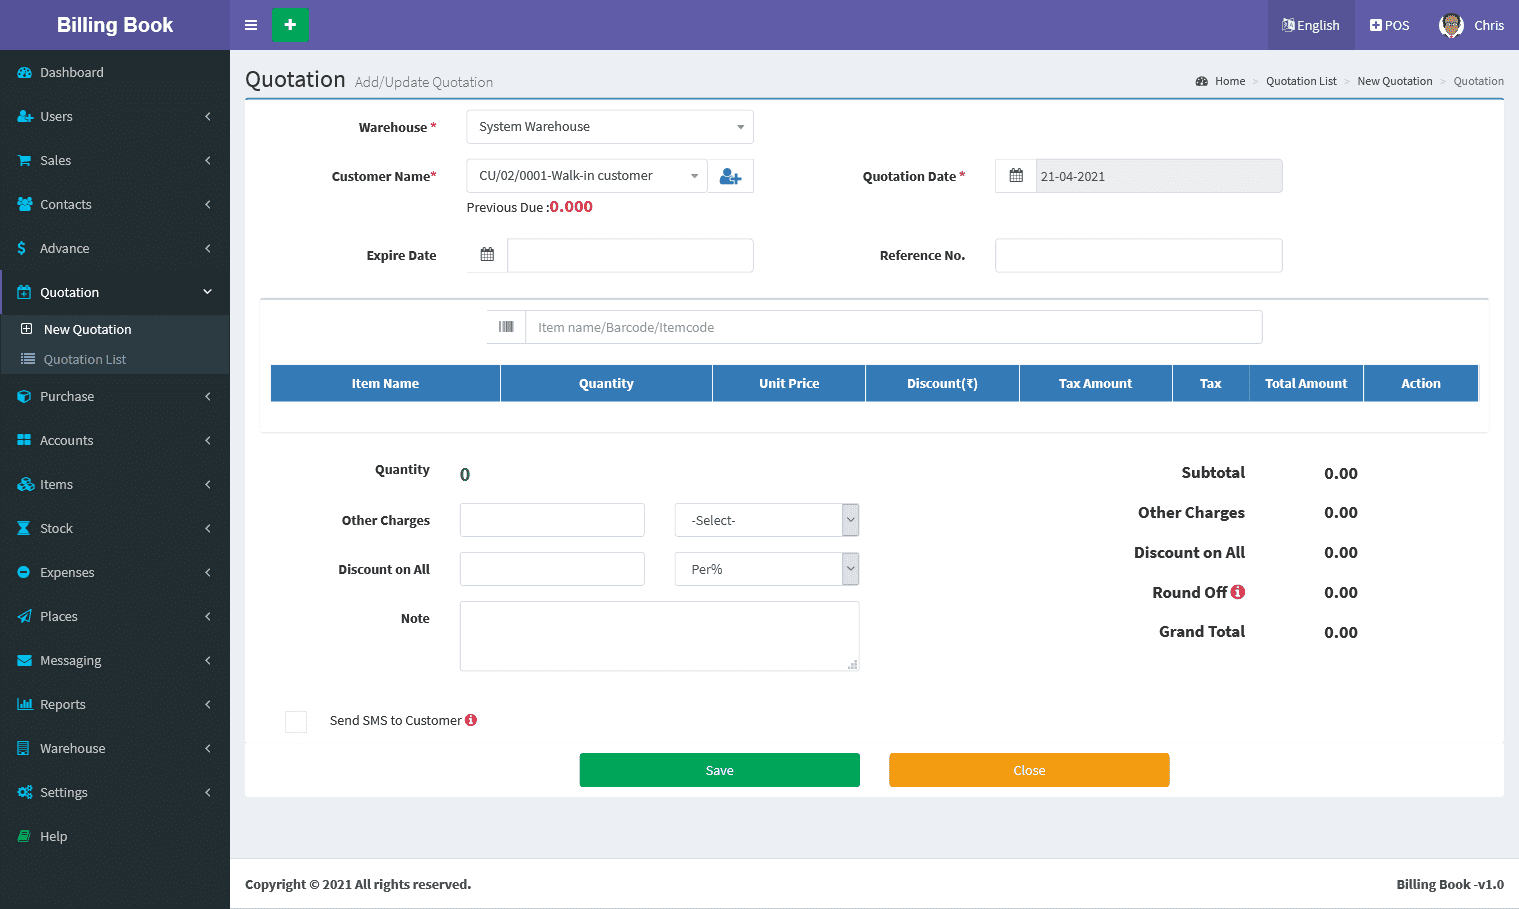 Billing Book
English
POS
Chris
Dashboard
Users
Sales
Contacts
Advance
Quotation
New Quotation
Quotation List
Purchase
Accounts
Items
Stock
Expenses
Places
Messaging
Reports
Warehouse
Settings
Help
Quotation Add/Update Quotation
Home > Quotation List > New Quotation > Quotation
Warehouse * System Warehouse
Customer Name* CU/02/0001-Walk-in customer
Quotation Date * 21-04-2021
Previous Due :0.000
Expire Date
Reference No.
Item name/Barcode/Itemcode
Item Name Quantity Unit Price Discount(₹) Tax Amount Tax Total Amount Action
Quantity 0
Other Charges -Select-
Discount on All Per%
Note
Subtotal 0.00
Other Charges 0.00
Discount on All 0.00
Round Off 0.00
Grand Total 0.00
Send SMS to Customer
Save
Close
Copyright © 2021 All rights reserved.
Billing Book -v1.0